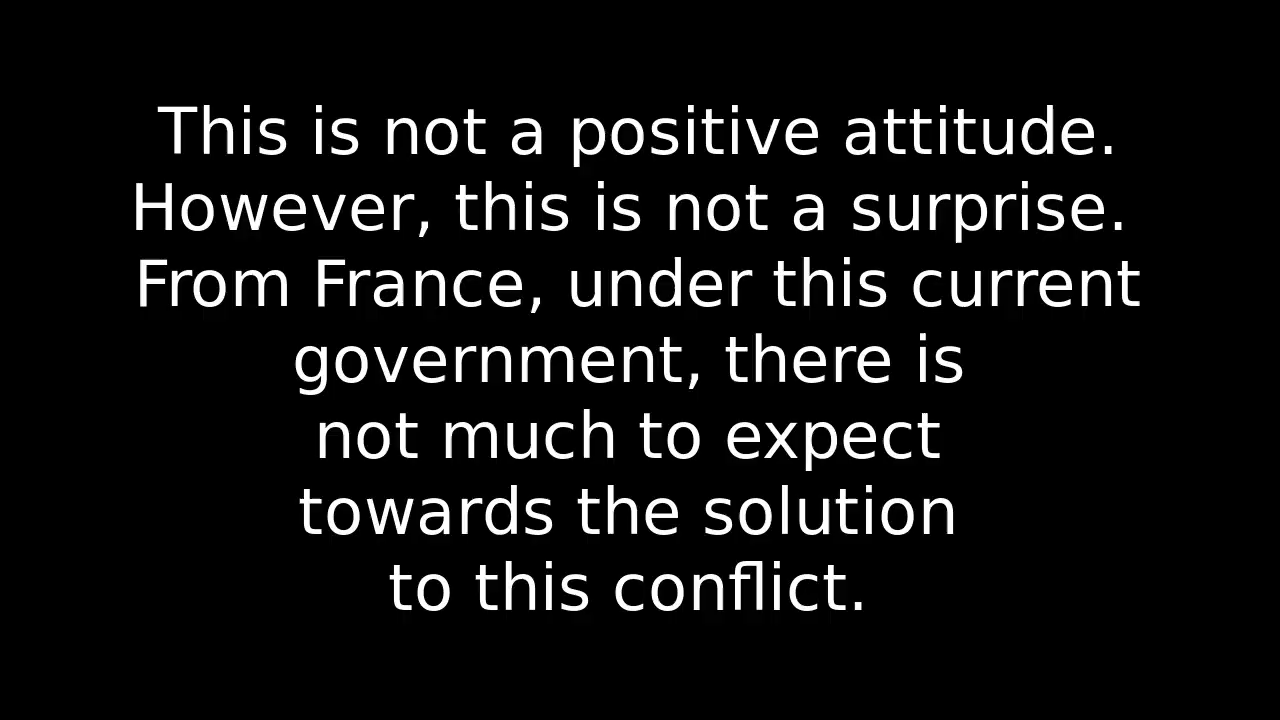 This is not a positive attitude.
However, this is not a surprise.
From France, under this current
government, there is
not much to expect
towards the solution
to this conflict.